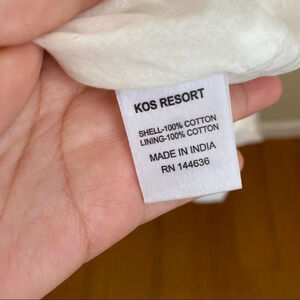 KOS RESORT
SHELL-100% COTTON
LINING-100% COTTON
MADE IN INDIA
RN 144636